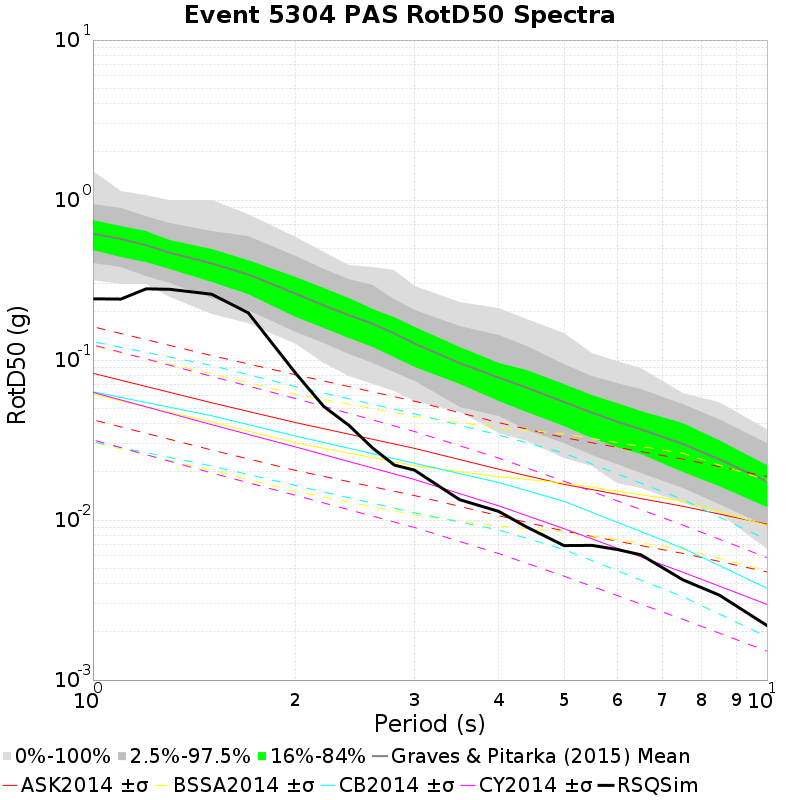 Event 5304 PAS RotD50 Spectra
10^1
10^0
10^-1
10^-2
10^-3
RotD50 (g)
10^0 2 3 4 5 6 7 8 9 10^1
Period (s)
0%-100% 2.5%-97.5% 16%-84% Graves & Pitarka (2015) Mean
ASK2014 ±σ BSSA2014 ±σ CB2014 ±σ CY2014 ±σ RSQSim